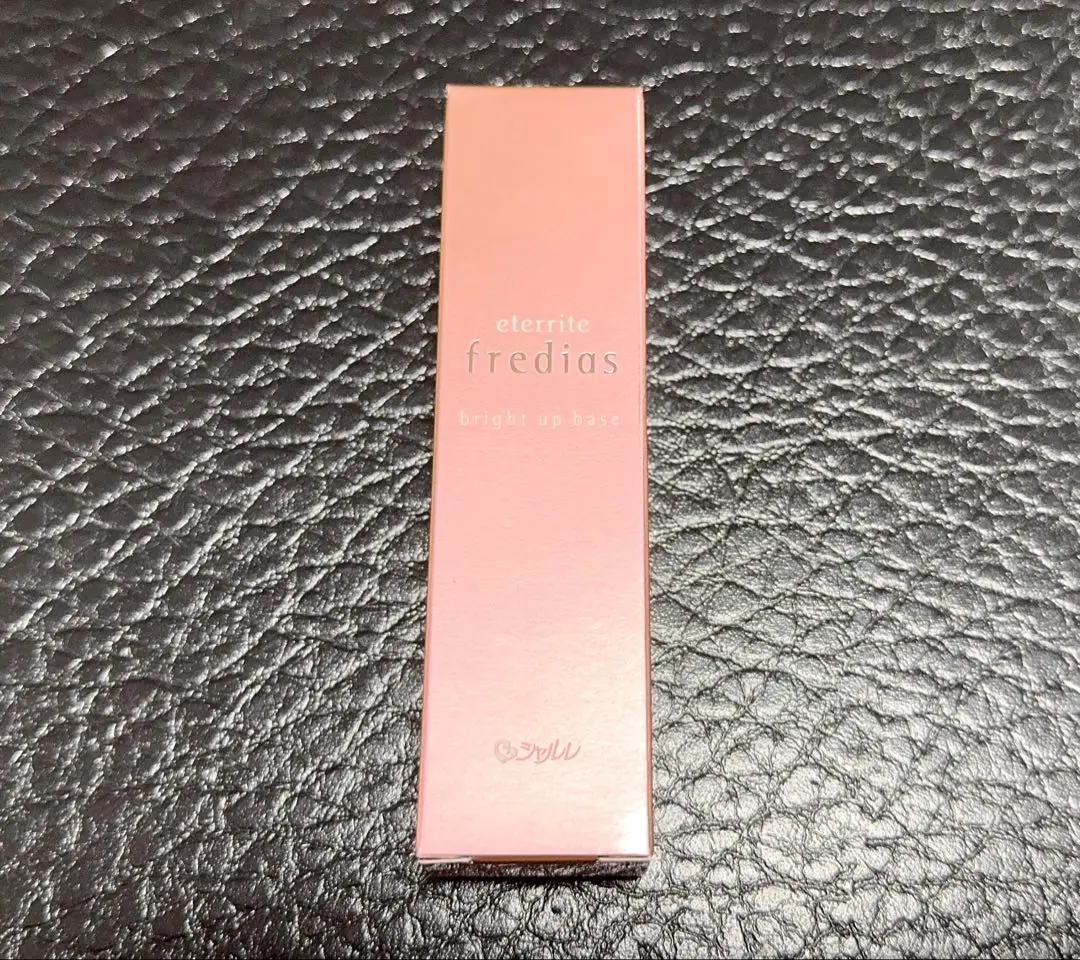 eterrite
fredias
bright up base
シャルレ